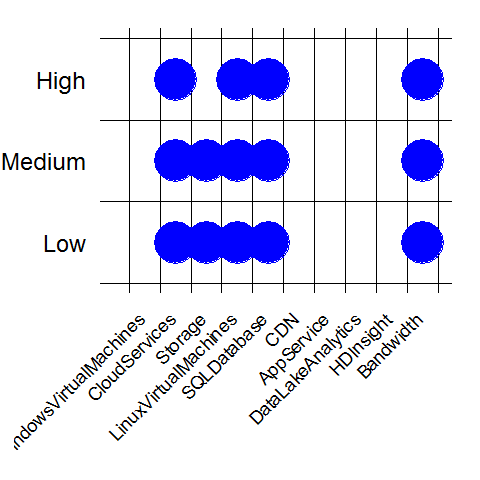 High
Medium
Low
ndowsVirtualMachines
CloudServices
Storage
LinuxVirtualMachines
SQLDatabase
CDN
AppService
DataLakeAnalytics
HDInsight
Bandwidth